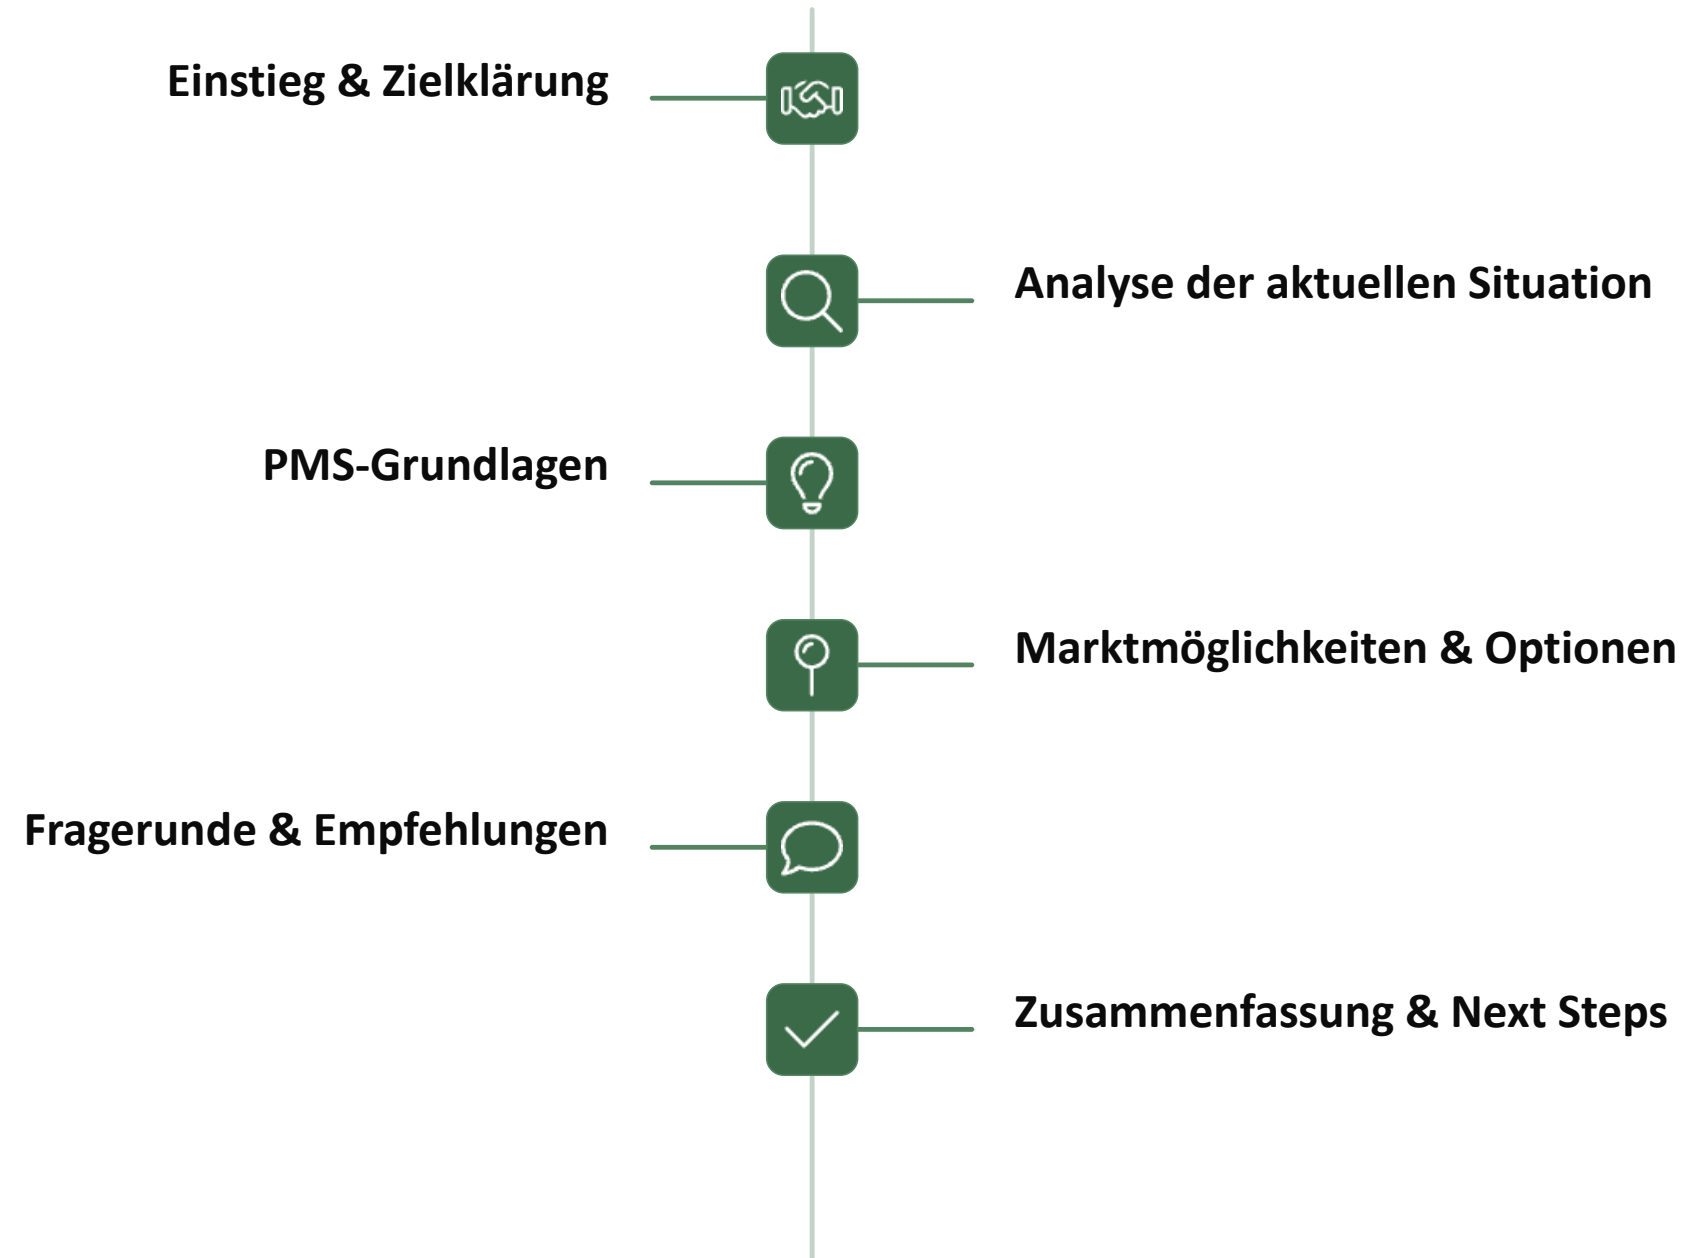 Einstieg & Zielklärung
Analyse der aktuellen Situation
PMS-Grundlagen
Marktmöglichkeiten & Optionen
Fragerunde & Empfehlungen
Zusammenfassung & Next Steps